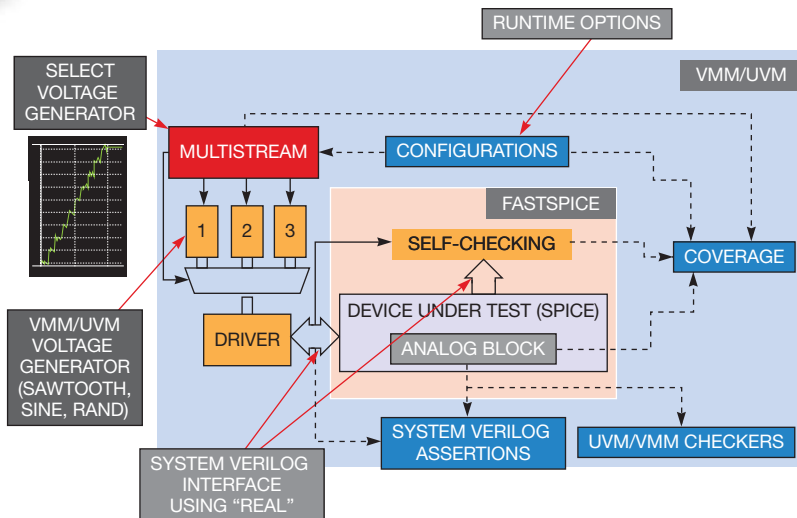 RUNTIME OPTIONS
SELECT
VOLTAGE
GENERATOR
VMM/UVM
MULTISTREAM
CONFIGURATIONS
FASTSPICE
1
2
3
SELF-CHECKING
COVERAGE
DEVICE UNDER TEST (SPICE)
VMM/UVM
VOLTAGE
GENERATOR
(SAWTOOTH,
SINE, RAND)
DRIVER
ANALOG BLOCK
SYSTEM VERILOG
ASSERTIONS
UVM/VMM CHECKERS
SYSTEM VERILOG
INTERFACE
USING “REAL”